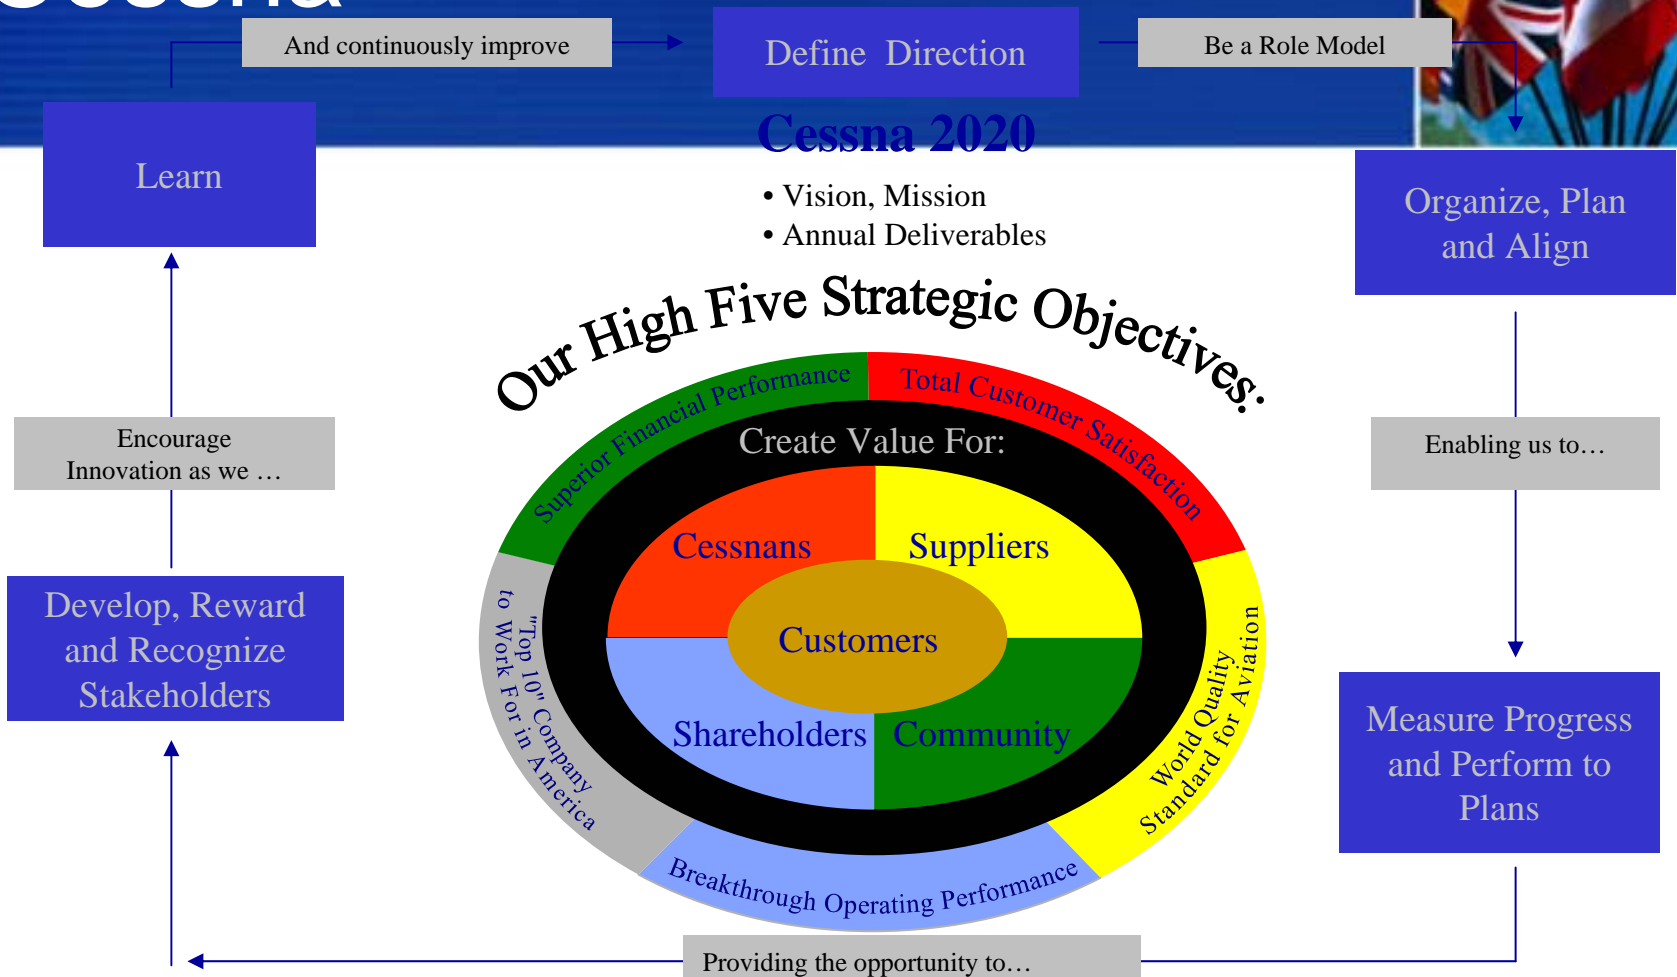 Cessna
And continuously improve
Define Direction
Be a Role Model
Learn
Cessna 2020
• Vision, Mission
• Annual Deliverables
Organize, Plan
and Align
Our High Five Strategic Objectives:
Superior Financial Performance
Total Customer Satisfaction
Create Value For:
Encourage
Innovation as we …
Enabling us to…
Cessnans
Suppliers
Customers
Shareholders
Community
Develop, Reward
and Recognize
Stakeholders
"Top 10" Company
to Work For in America
World Quality
Standard for Aviation
Measure Progress
and Perform to
Plans
Breakthrough Operating Performance
Providing the opportunity to…